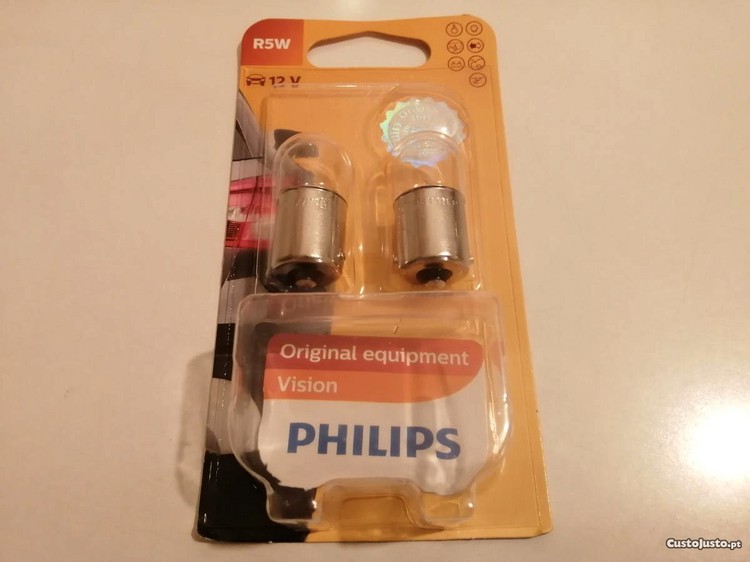 R5W
12 V
Original equipment
Vision
PHILIPS
CustoJusto.pt